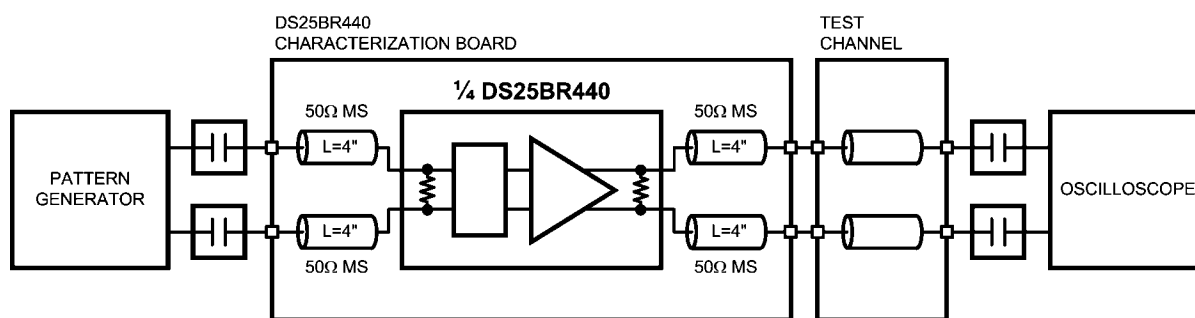 DS25BR440
CHARACTERIZATION BOARD
TEST
CHANNEL
¼ DS25BR440
50Ω MS
50Ω MS
L=4"
L=4"
PATTERN
GENERATOR
OSCILLOSCOPE
L=4"
L=4"
50Ω MS
50Ω MS